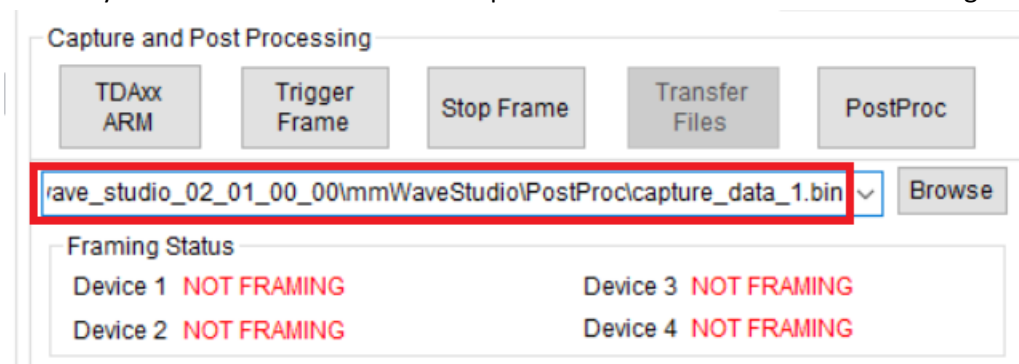 Capture and Post Processing
TDAxx ARM
Trigger Frame
Stop Frame
Transfer Files
PostProc
ave_studio_02_01_00_00\mmWaveStudio\PostProc\capture_data_1.bin
Browse
Framing Status
Device 1 NOT FRAMING
Device 3 NOT FRAMING
Device 2 NOT FRAMING
Device 4 NOT FRAMING